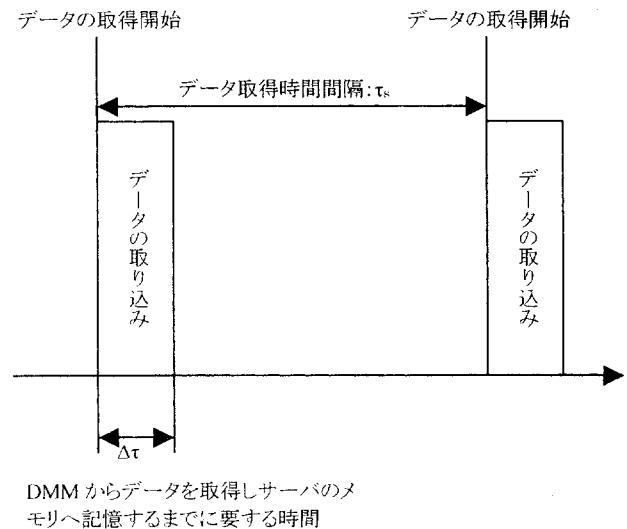 データの取得開始
データの取得開始
データ取得時間間隔:τs
データの取り込み
データの取り込み
Δτ
DMM からデータを取得しサーバのメ
モリへ記憶するまでに要する時間